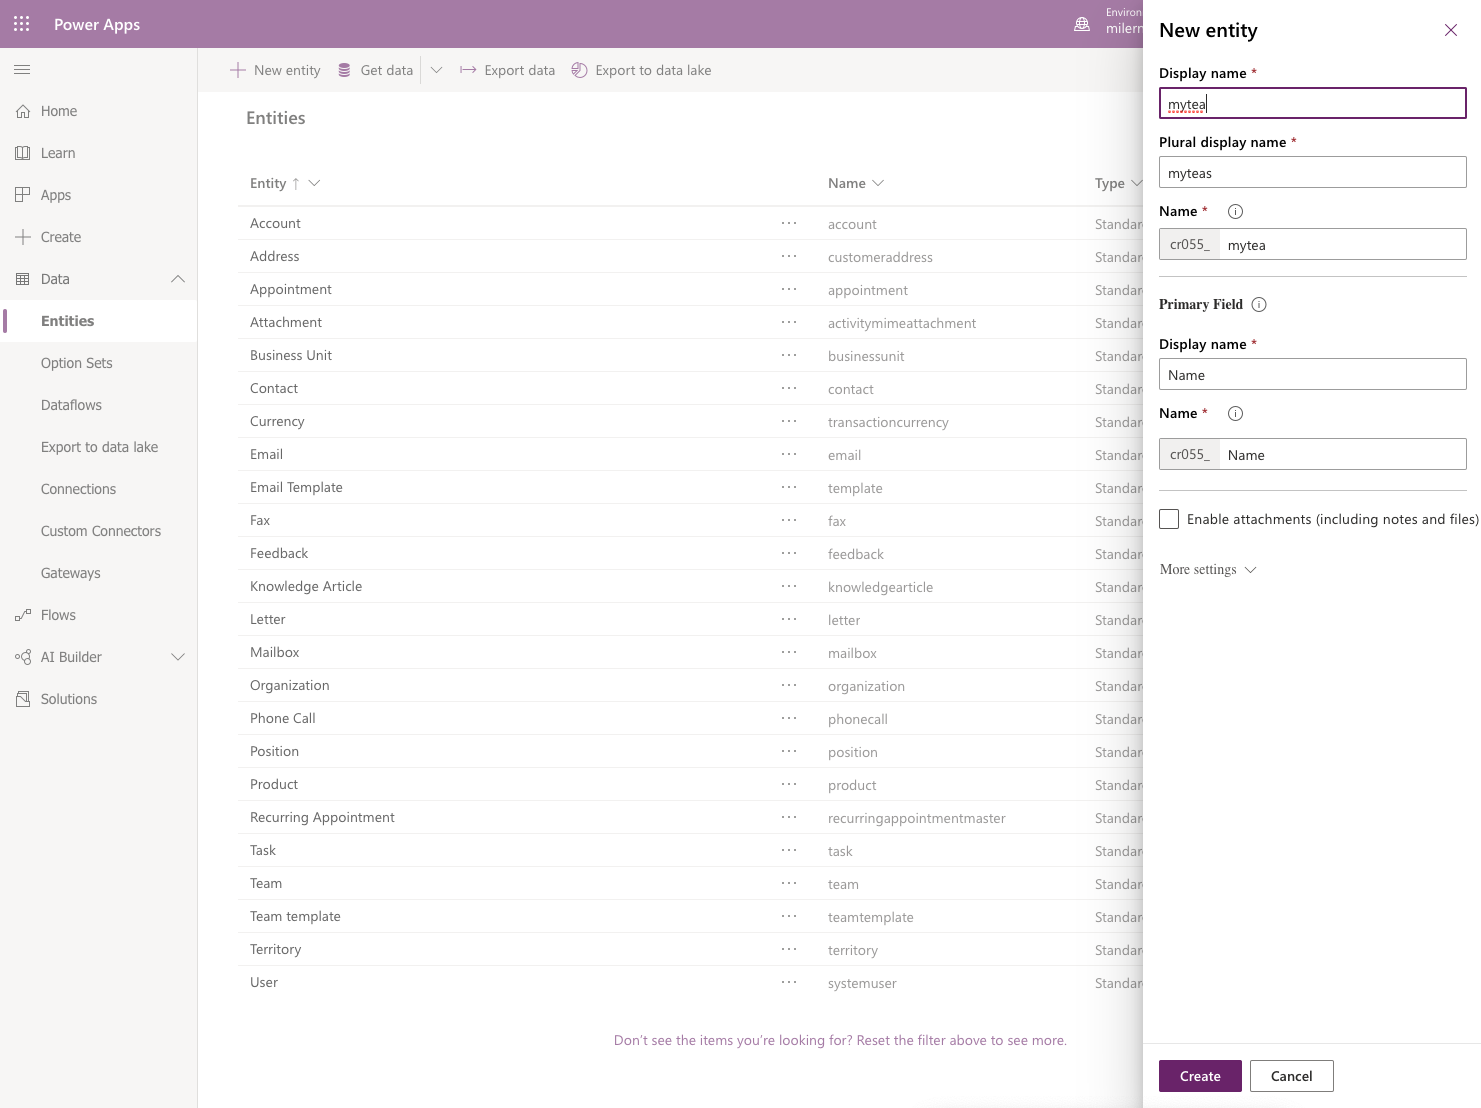 Power Apps
Environ
milern
New entity
Get data
Export data
Export to data lake
Home
Learn
Apps
Create
Data
Entities
Option Sets
Dataflows
Export to data lake
Connections
Custom Connectors
Gateways
Flows
AI Builder
Solutions
Entities
Entity Name Type
Account ··· account Standar
Address ··· customeraddress Standar
Appointment ··· appointment Standar
Attachment ··· activitymimeattachment Standar
Business Unit ··· businessunit Standar
Contact ··· contact Standar
Currency ··· transactioncurrency Standar
Email ··· email Standar
Email Template ··· template Standar
Fax ··· fax Standar
Feedback ··· feedback Standar
Knowledge Article ··· knowledgearticle Standar
Letter ··· letter Standar
Mailbox ··· mailbox Standar
Organization ··· organization Standar
Phone Call ··· phonecall Standar
Position ··· position Standar
Product ··· product Standar
Recurring Appointment ··· recurringappointmentmaster Standar
Task ··· task Standar
Team ··· team Standar
Team template ··· teamtemplate Standar
Territory ··· territory Standar
User ··· systemuser Standar
Don't see the items you're looking for? Reset the filter above to see more.
New entity
Display name *
mytea
Plural display name *
myteas
Name *
cr055_ mytea
Primary Field
Display name *
Name
Name *
cr055_ Name
Enable attachments (including notes and files)
More settings
Create Cancel